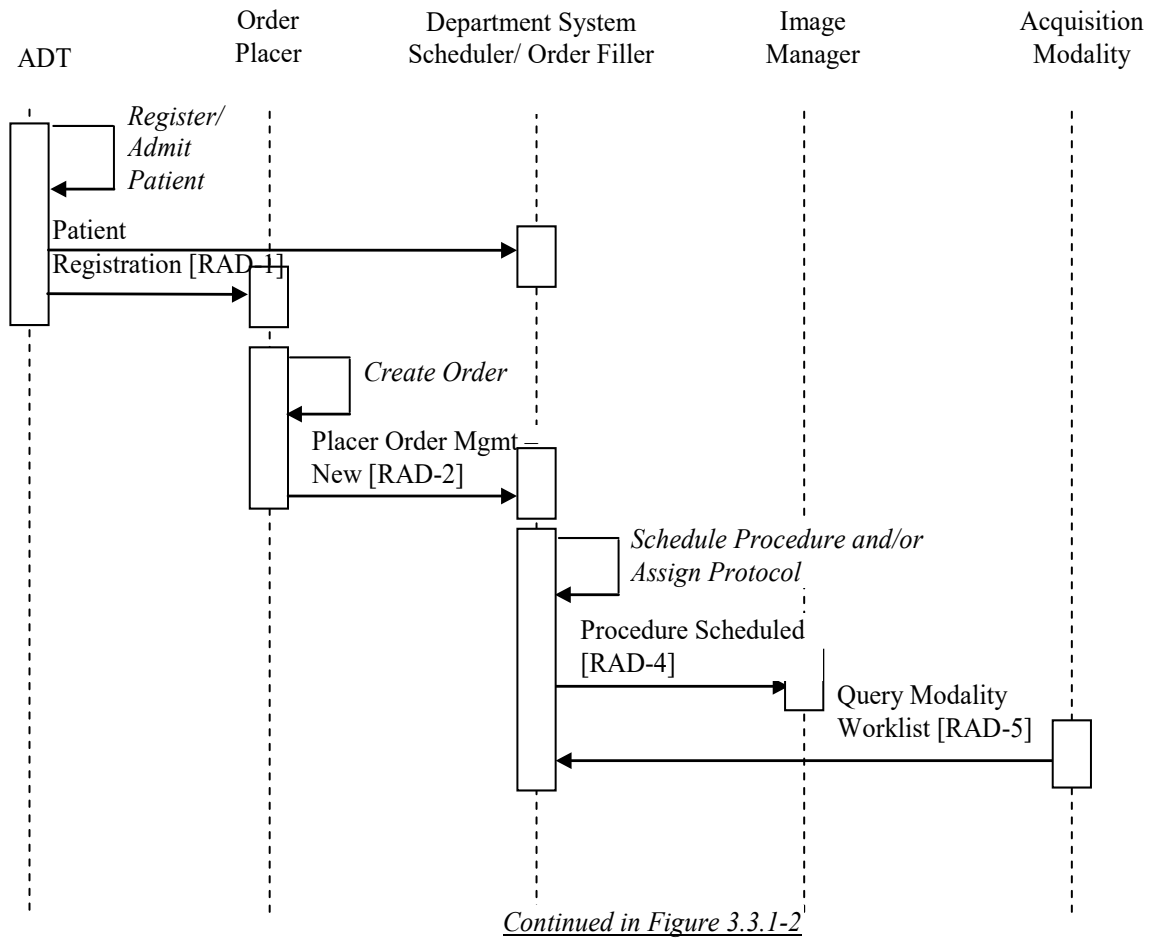 ADT
Order
Placer
Department System
Scheduler/ Order Filler
Image
Manager
Acquisition
Modality
Register/
Admit
Patient
Patient
Registration [RAD-1]
Create Order
Placer Order Mgmt –
New [RAD-2]
Schedule Procedure and/or
Assign Protocol
Procedure Scheduled
[RAD-4]
Query Modality
Worklist [RAD-5]
Continued in Figure 3.3.1-2